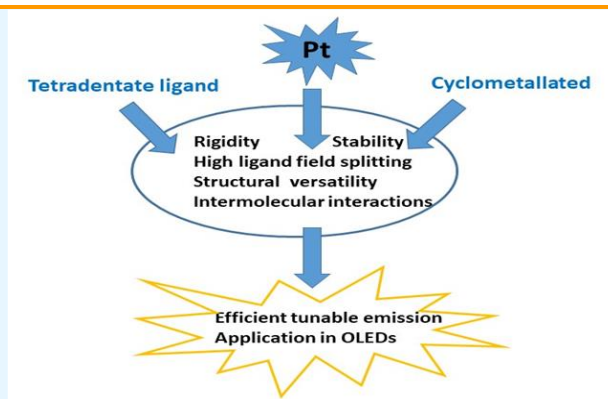 Pt
Tetradentate ligand
Cyclometallated
Rigidity Stability
High ligand field splitting
Structural versatility
Intermolecular interactions
Efficient tunable emission
Application in OLEDs